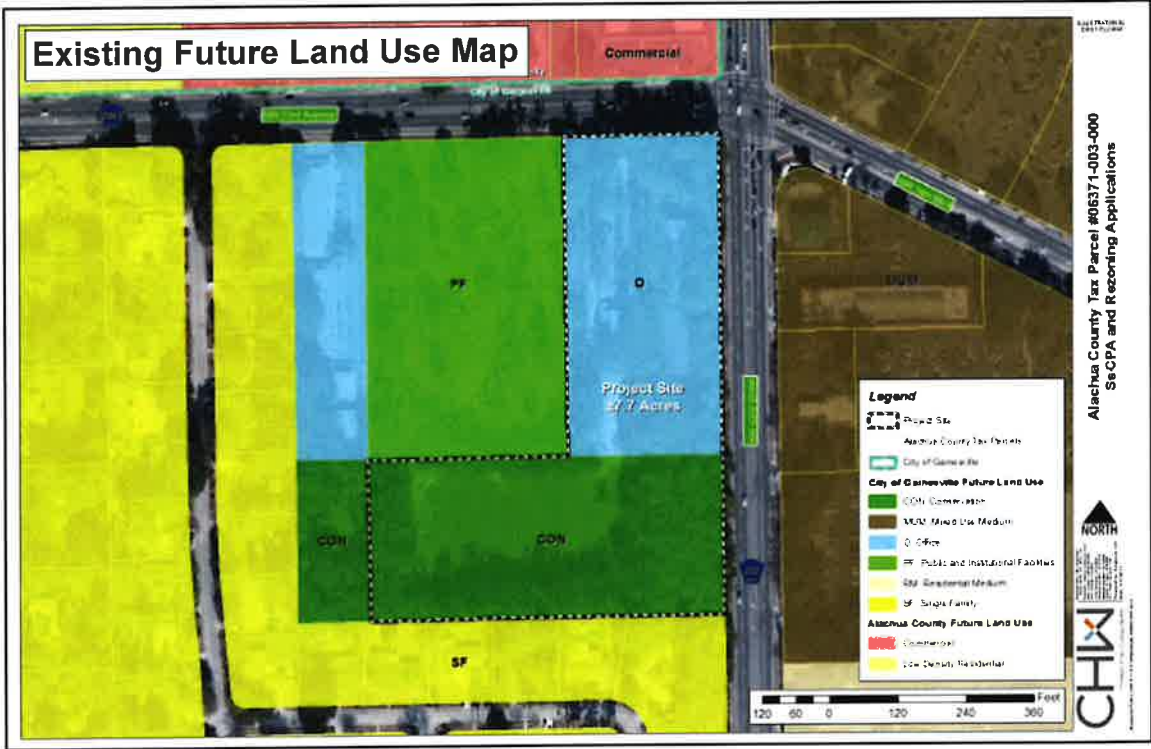 Existing Future Land Use Map
Commercial
PF
O
Project Site
±7.7 Acres
CON
CON
SF
Legend
Project Site
Alachua County Tax Parcels
City of Gainesville
City of Gainesville Future Land Use
CON: Conservation
MUM: Mixed Use Medium
O: Office
PF: Public and Institutional Facilities
RM: Residential Medium
SF: Single Family
Alachua County Future Land Use
Commercial
Low Density Residential
Feet
120 60 0 120 240 360
Alachua County Tax Parcel #06371-003-000
SsCPA and Rezoning Applications
NORTH
CHW